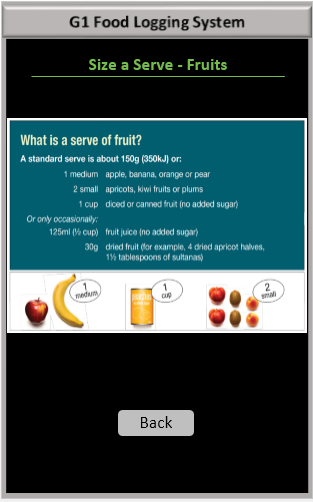 G1 Food Logging System
Size a Serve - Fruits
What is a serve of fruit?
A standard serve is about 150g (350kJ) or:
1 medium apple, banana, orange or pear
2 small apricots, kiwi fruits or plums
1 cup diced or canned fruit (no added sugar)
Or only occasionally:
125ml (½ cup) fruit juice (no added sugar)
30g dried fruit (for example, 4 dried apricot halves,
1½ tablespoons of sultanas)
1
medium
1
cup
2
small
Back